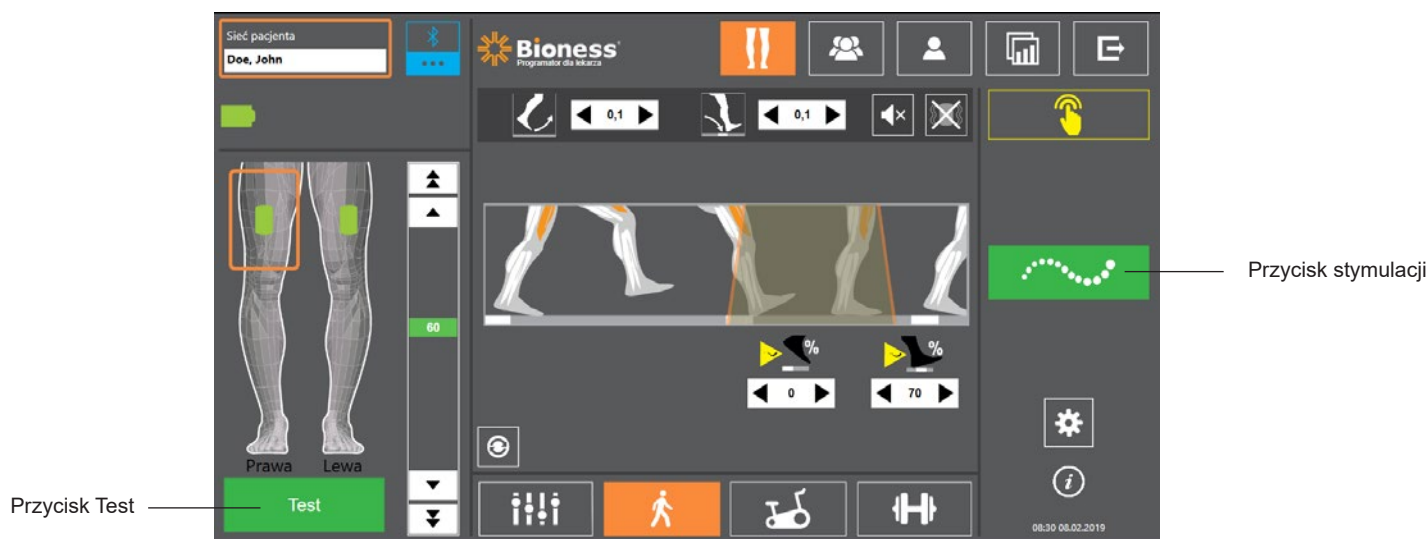 Sieć pacjenta
Doe, John
Bioness
Programator dla lekarza
0,1
0,1
Przycisk stymulacji
60
%
%
0
70
Prawa Lewa
Przycisk Test
Test
i
08:30 08.02.2019